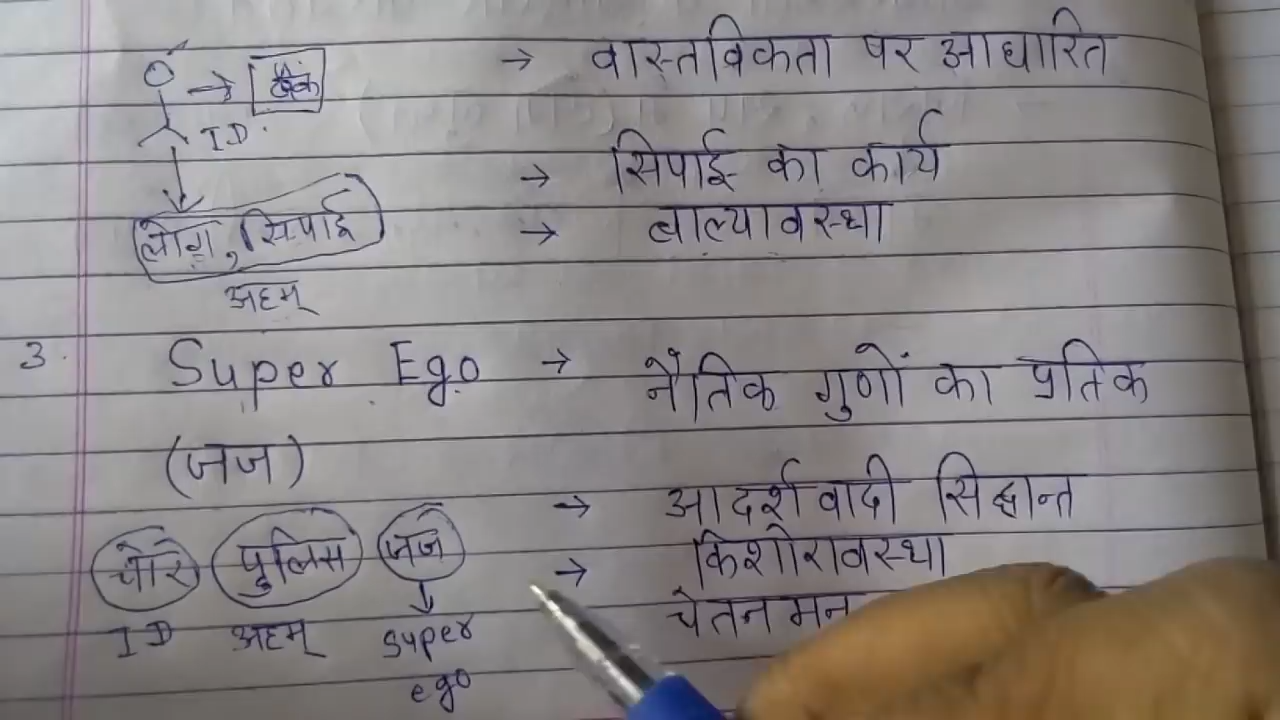 → वास्तविकता पर आधारित
→ बैंक
ID.
→ सिपाई का कार्य
लोग, सिपाई → बाल्यावस्था
अहम्
3. Super Ego → नैतिक गुणों का प्रतिक
(जज)
→ आदर्शवादी सिद्धान्त
चोर पुलिस जज → किशोरावस्था
ID अहम् super ego
चेतन मन